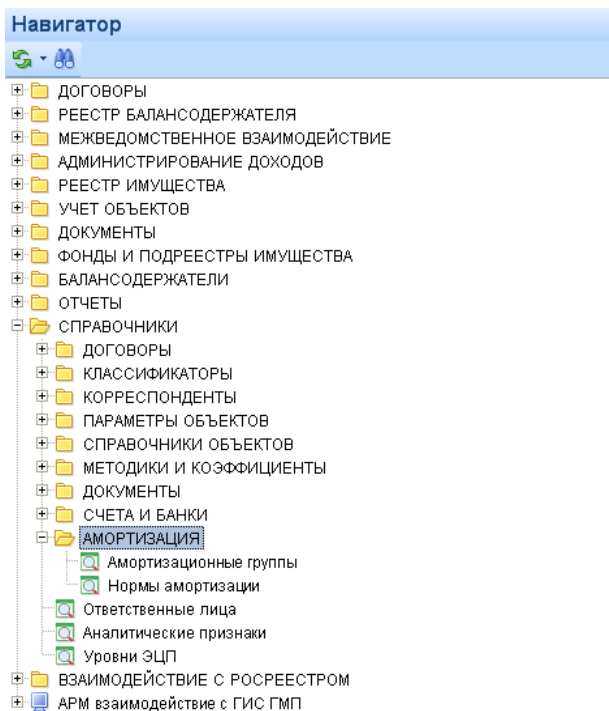 Навигатор
ДОГОВОРЫ
РЕЕСТР БАЛАНСОДЕРЖАТЕЛЯ
МЕЖВЕДОМСТВЕННОЕ ВЗАИМОДЕЙСТВИЕ
АДМИНИСТРИРОВАНИЕ ДОХОДОВ
РЕЕСТР ИМУЩЕСТВА
УЧЕТ ОБЪЕКТОВ
ДОКУМЕНТЫ
ФОНДЫ И ПОДРЕЕСТРЫ ИМУЩЕСТВА
БАЛАНСОДЕРЖАТЕЛИ
ОТЧЕТЫ
СПРАВОЧНИКИ
ДОГОВОРЫ
КЛАССИФИКАТОРЫ
КОРРЕСПОНДЕНТЫ
ПАРАМЕТРЫ ОБЪЕКТОВ
СПРАВОЧНИКИ ОБЪЕКТОВ
МЕТОДИКИ И КОЭФФИЦИЕНТЫ
ДОКУМЕНТЫ
СЧЕТА И БАНКИ
АМОРТИЗАЦИЯ
Амортизационные группы
Нормы амортизации
Ответственные лица
Аналитические признаки
Уровни ЭЦП
ВЗАИМОДЕЙСТВИЕ С РОСРЕЕСТРОМ
АРМ взаимодействие с ГИС ГМП